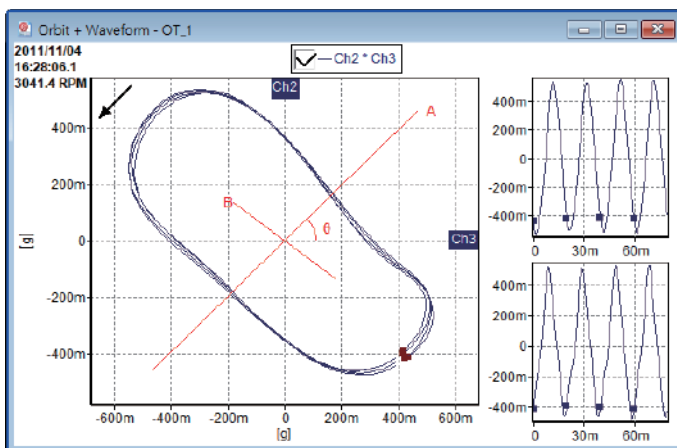 Orbit + Waveform - OT_1
2011/11/04
16:28:06.1
3041.4 RPM
Ch2 * Ch3
Ch2
A
400m
200m
B
θ
[g]
0
Ch3
-200m
-400m
-600m -400m -200m 0 200m 400m 600m
[g]
400m
200m
0
-200m
-400m
0 30m 60m
400m
200m
0
-200m
-400m
0 30m 60m